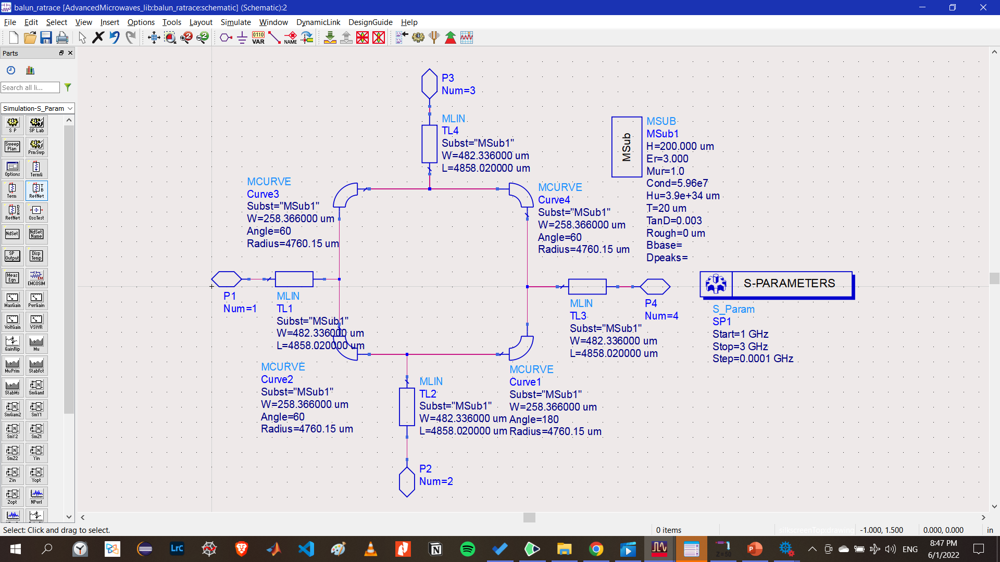 balun_ratrace [AdvancedMicrowaves_lib:balun_ratrace:schematic] (Schematic):2
File Edit Select View Insert Options Tools Layout Simulate Window DynamicLink DesignGuide Help
0110
VAR
NAME
Parts
Search all li...
Simulation-S_Param
S P
SP Lab
Sweep
Plan
PrmSwp
Options
TermG
Term
RefNet
RefNet
OscTest
NdSet
NdSet
Name
SP
Output
Disp
Temp
Meas
Eqn
EMCOSIM
MaxGain
PwrGain
VoltGain
VSWR
GainRip
Mu
MuPrim
StabFct
StabMs
SmGam1
SmGam2
SmY1
SmY2
SmZ1
SmZ2
Yin
Zin
Yopt
Zopt
NPwrl
P3
Num=3
MLIN
TL4
Subst="MSub1"
W=482.336000 um
L=4858.020000 um
MSub
MSUB
MSub1
H=200.000 um
Er=3.000
Mur=1.0
Cond=5.96e7
Hu=3.9e+34 um
T=20 um
TanD=0.003
Rough=0 um
Bbase=
Dpeaks=
MCURVE
Curve3
Subst="MSub1"
W=258.366000 um
Angle=60
Radius=4760.15 um
MCURVE
Curve4
Subst="MSub1"
W=258.366000 um
Angle=60
Radius=4760.15 um
P1
Num=1
MLIN
TL1
Subst="MSub1"
W=482.336000 um
L=4858.020000 um
MLIN
TL3
Subst="MSub1"
W=482.336000 um
L=4858.020000 um
P4
Num=4
S-PARAMETERS
S_Param
SP1
Start=1 GHz
Stop=3 GHz
Step=0.0001 GHz
MCURVE
Curve2
Subst="MSub1"
W=258.366000 um
Angle=60
Radius=4760.15 um
MLIN
TL2
Subst="MSub1"
W=482.336000 um
L=4858.020000 um
MCURVE
Curve1
Subst="MSub1"
W=258.366000 um
Angle=180
Radius=4760.15 um
P2
Num=2
Select: Click and drag to select.
0 items
silkscreenTop:drawing
-1.000, 1.500
0.000, 0.000
in
LrC
Z=50
ENG
8:47 PM
6/1/2022